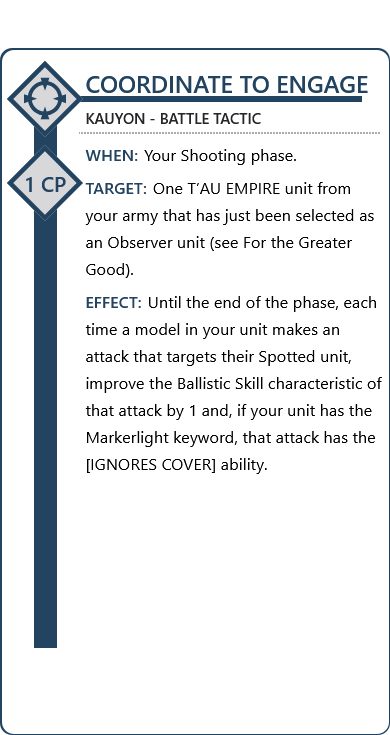 COORDINATE TO ENGAGE
KAUYON - BATTLE TACTIC
1 CP
WHEN: Your Shooting phase.
TARGET: One T'AU EMPIRE unit from
your army that has just been selected as
an Observer unit (see For the Greater
Good).
EFFECT: Until the end of the phase, each
time a model in your unit makes an
attack that targets their Spotted unit,
improve the Ballistic Skill characteristic of
that attack by 1 and, if your unit has the
Markerlight keyword, that attack has the
[IGNORES COVER] ability.